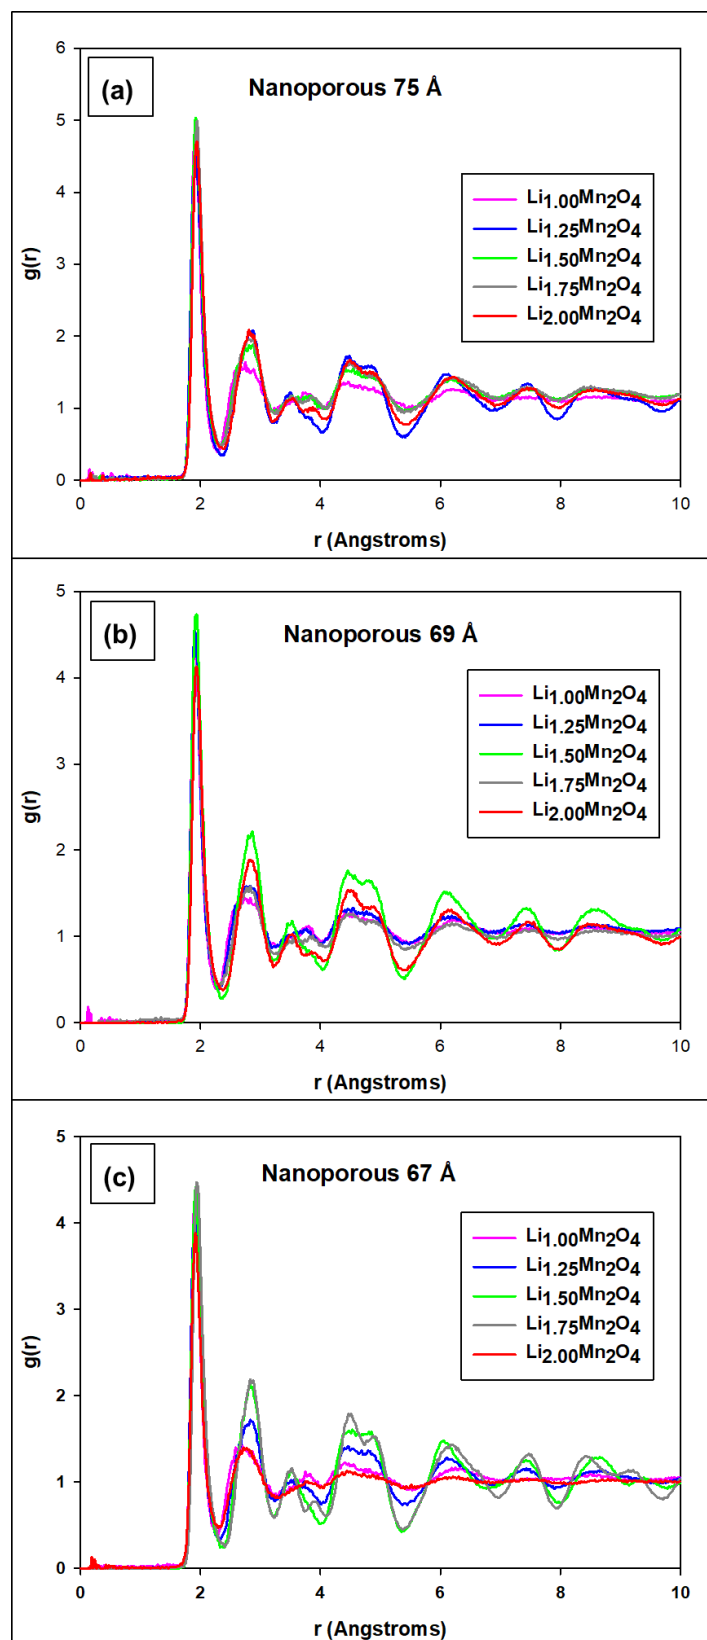 (a)
Nanoporous 75 Å
Li1.00Mn2O4
Li1.25Mn2O4
Li1.50Mn2O4
Li1.75Mn2O4
Li2.00Mn2O4
g(r)
6
5
4
3
2
1
0
0 2 4 6 8 10
r (Angstroms)
(b)
Nanoporous 69 Å
Li1.00Mn2O4
Li1.25Mn2O4
Li1.50Mn2O4
Li1.75Mn2O4
Li2.00Mn2O4
g(r)
5
4
3
2
1
0
0 2 4 6 8 10
r (Angstroms)
(c)
Nanoporous 67 Å
Li1.00Mn2O4
Li1.25Mn2O4
Li1.50Mn2O4
Li1.75Mn2O4
Li2.00Mn2O4
g(r)
5
4
3
2
1
0
0 2 4 6 8 10
r (Angstroms)